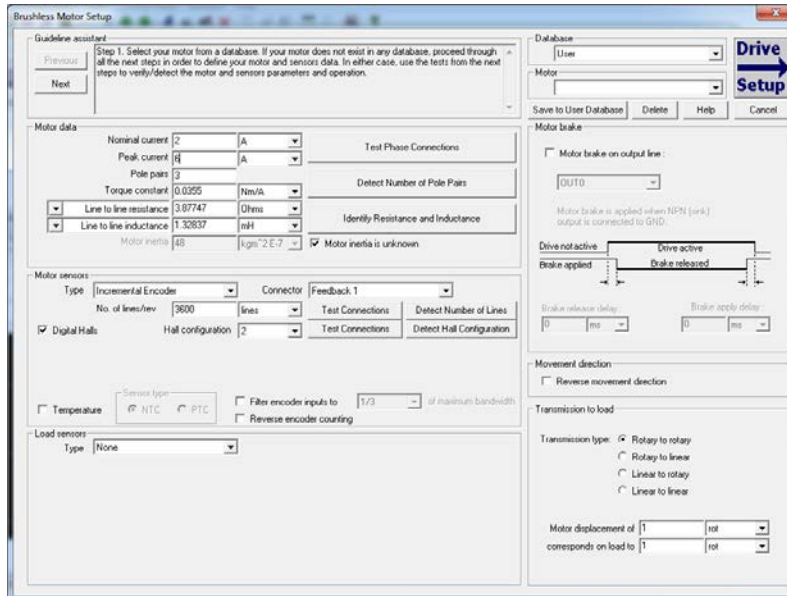 Brushless Motor Setup
Guideline assistant
Previous
Next
Step 1. Select your motor from a database. If your motor does not exist in any database, proceed through
all the next steps in order to define your motor and sensors data. In either case, use the tests from the next
steps to verify/detect the motor and sensors parameters and operation.
Database
User
Motor
Drive
Setup
Save to User Database
Delete
Help
Cancel
Motor data
Nominal current 2 A
Peak current 6 A
Pole pairs 3
Torque constant 0.0355 Nm/A
Line to line resistance 3.87747 Ohms
Line to line inductance 1.32837 mH
Motor inertia 48 kgm^2 E-7
Motor inertia is unknown
Test Phase Connections
Detect Number of Pole Pairs
Identify Resistance and Inductance
Motor brake
Motor brake on output line :
OUT0
Motor brake is applied when NPN (sink)
output is connected to GND.
Drive not active Drive active
Brake applied Brake released
Brake release delay :
0 ms
Brake apply delay :
0 ms
Motor sensors
Type Incremental Encoder Connector Feedback 1
No. of lines/rev 3600 lines Test Connections Detect Number of Lines
Digital Halls Hall configuration 2 Test Connections Detect Hall Configuration
Temperature
Sensor type
NTC PTC
Filter encoder inputs to 1/3 of maximum bandwidth
Reverse encoder counting
Load sensors
Type None
Movement direction
Reverse movement direction
Transmission to load
Transmission type: Rotary to rotary
Rotary to linear
Linear to rotary
Linear to linear
Motor displacement of 1 rot
corresponds on load to 1 rot